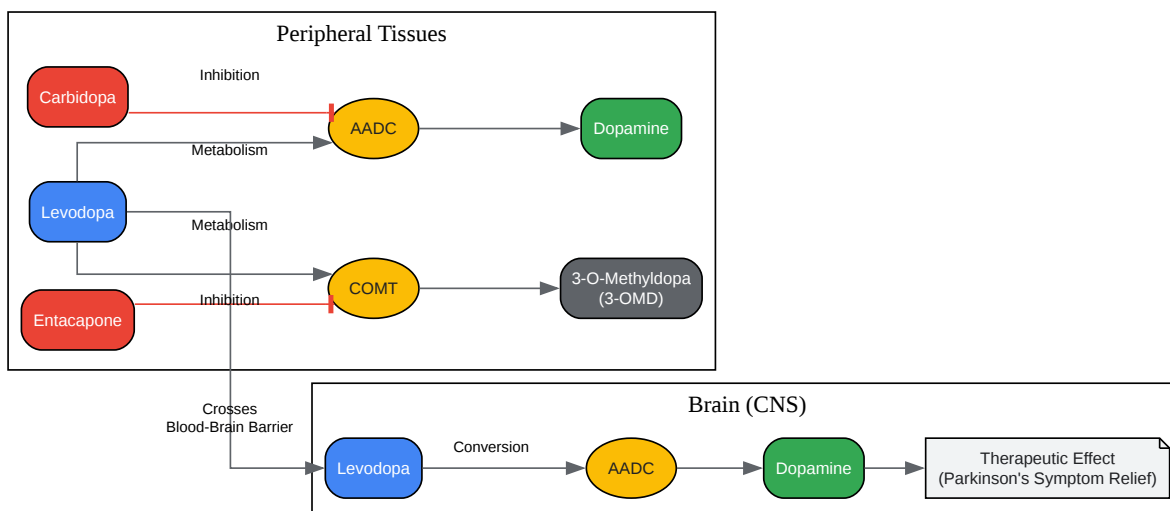 Peripheral Tissues
Inhibition
Carbidopa
AADC
Dopamine
Metabolism
Levodopa
Metabolism
3-O-Methyldopa
(3-OMD)
COMT
Inhibition
Entacapone
Brain (CNS)
Crosses
Blood-Brain Barrier
Levodopa
Conversion
AADC
Dopamine
Therapeutic Effect
(Parkinson's Symptom Relief)